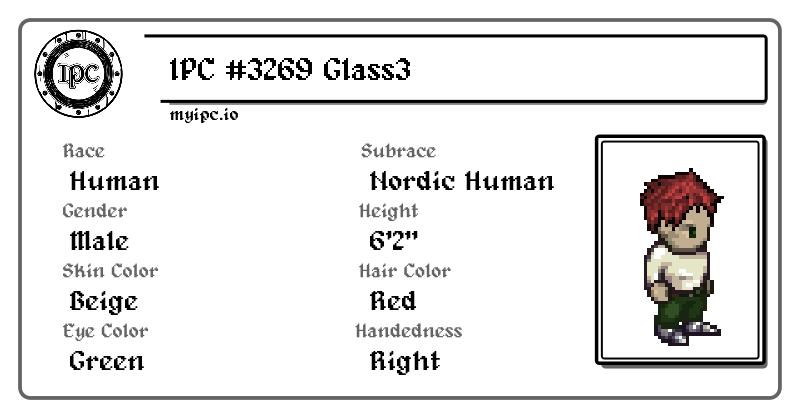 IPC
IPC #3269 Glass3
myipc.io
Race
Human
Subrace
Nordic Human
Gender
Male
Height
6'2"
Skin Color
Beige
Hair Color
Red
Eye Color
Green
Handedness
Right